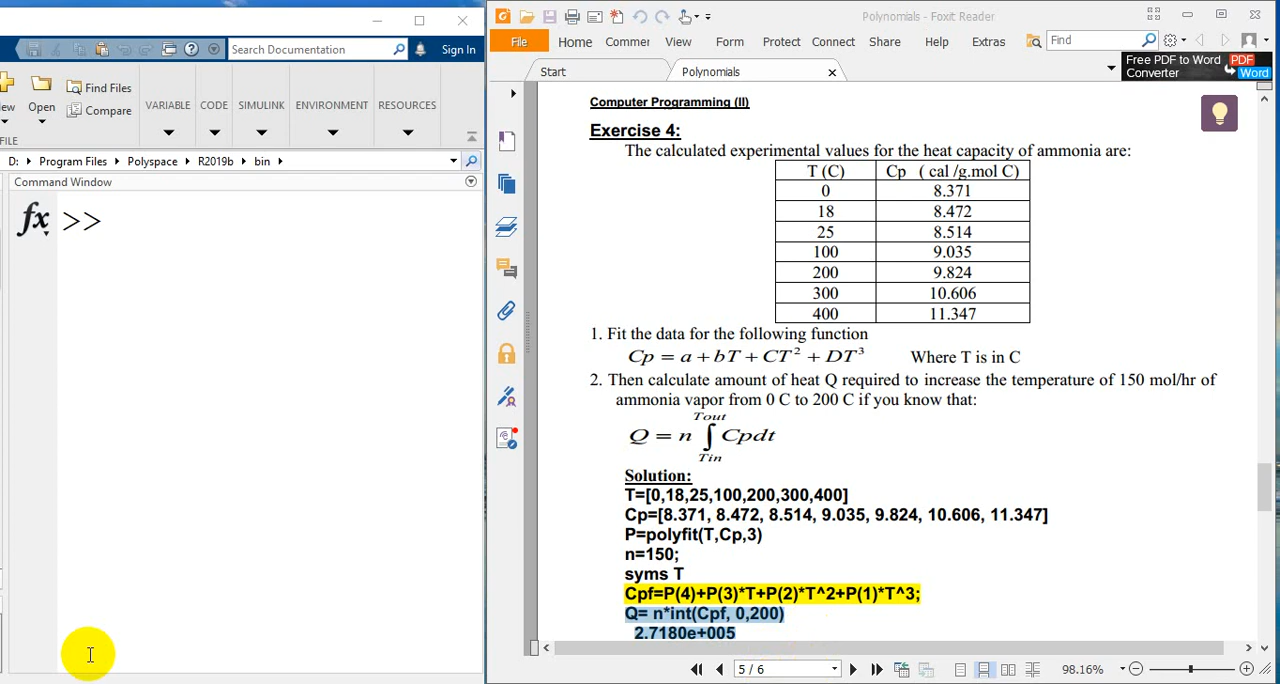 Search Documentation
Sign In
ew
Open
Find Files
Compare
FILE
VARIABLE
CODE
SIMULINK
ENVIRONMENT
RESOURCES
D:
Program Files
Polyspace
R2019b
bin
Command Window
fx >>
Polynomials - Foxit Reader
File
Home
Commer
View
Form
Protect
Connect
Share
Help
Extras
Find
Start
Polynomials
Free PDF to Word
Converter
PDF
Word
Computer Programming (II)
Exercise 4:
The calculated experimental values for the heat capacity of ammonia are:
T (C) Cp ( cal /g.mol C)
0 8.371
18 8.472
25 8.514
100 9.035
200 9.824
300 10.606
400 11.347
1. Fit the data for the following function
Cp = a + bT + CT² + DT³ Where T is in C
2. Then calculate amount of heat Q required to increase the temperature of 150 mol/hr of
ammonia vapor from 0 C to 200 C if you know that:
Tout
Q = n ∫ Cpdt
Tin
Solution:
T=[0,18,25,100,200,300,400]
Cp=[8.371, 8.472, 8.514, 9.035, 9.824, 10.606, 11.347]
P=polyfit(T,Cp,3)
n=150;
syms T
Cpf=P(4)+P(3)*T+P(2)*T^2+P(1)*T^3;
Q= n*int(Cpf, 0,200)
2.7180e+005
5 / 6
98.16%